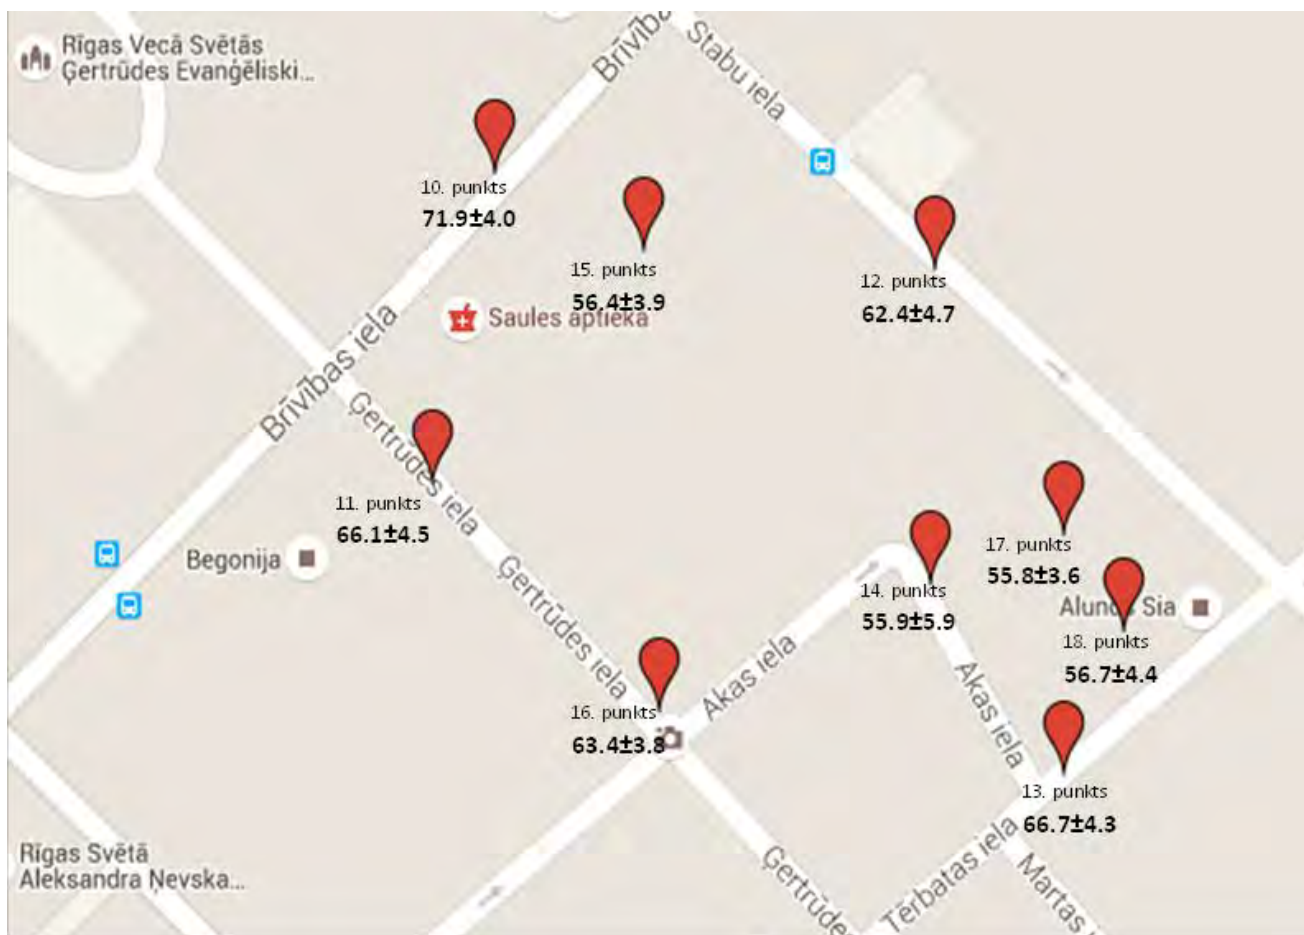 Rīgas Vecā Svētās
Ģertrūdes Evaņģēliski...
Brīvība
Stabu iela
10. punkts
71.9±4.0
15. punkts
56.4±3.9
12. punkts
62.4±4.7
Saules aptieka
Brīvības iela
Ģertrūdes iela
11. punkts
66.1±4.5
Begonija
Ģertrūdes iela
17. punkts
55.8±3.6
14. punkts
55.9±5.9
Sia
18. punkts
56.7±4.4
Akas iela
Akas iela
16. punkts
63.4±3.8
13. punkts
66.7±4.3
Rīgas Svētā
Aleksandra Ņevska...
Ģertrūdes
Tērbatas iela
Martas